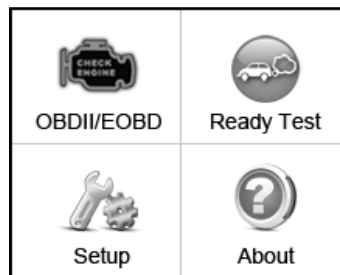 CHECK
ENGINE
OBDII/EOBD
Ready Test
?
Setup
About